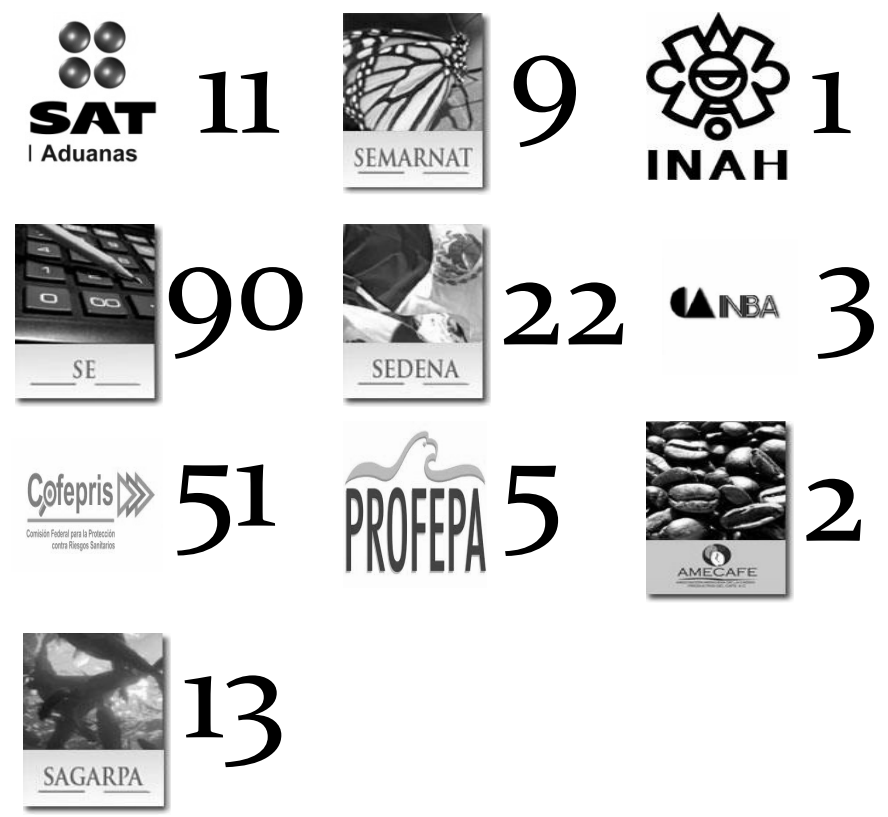 SAT
| Aduanas
11
SEMARNAT
9
INAH
1
SE
90
SEDENA
22
INBA
3
Cofepris
Comisión Federal para la Protección
contra Riesgos Sanitarios
51
PROFEPA
5
AMECAFE
2
SAGARPA
13